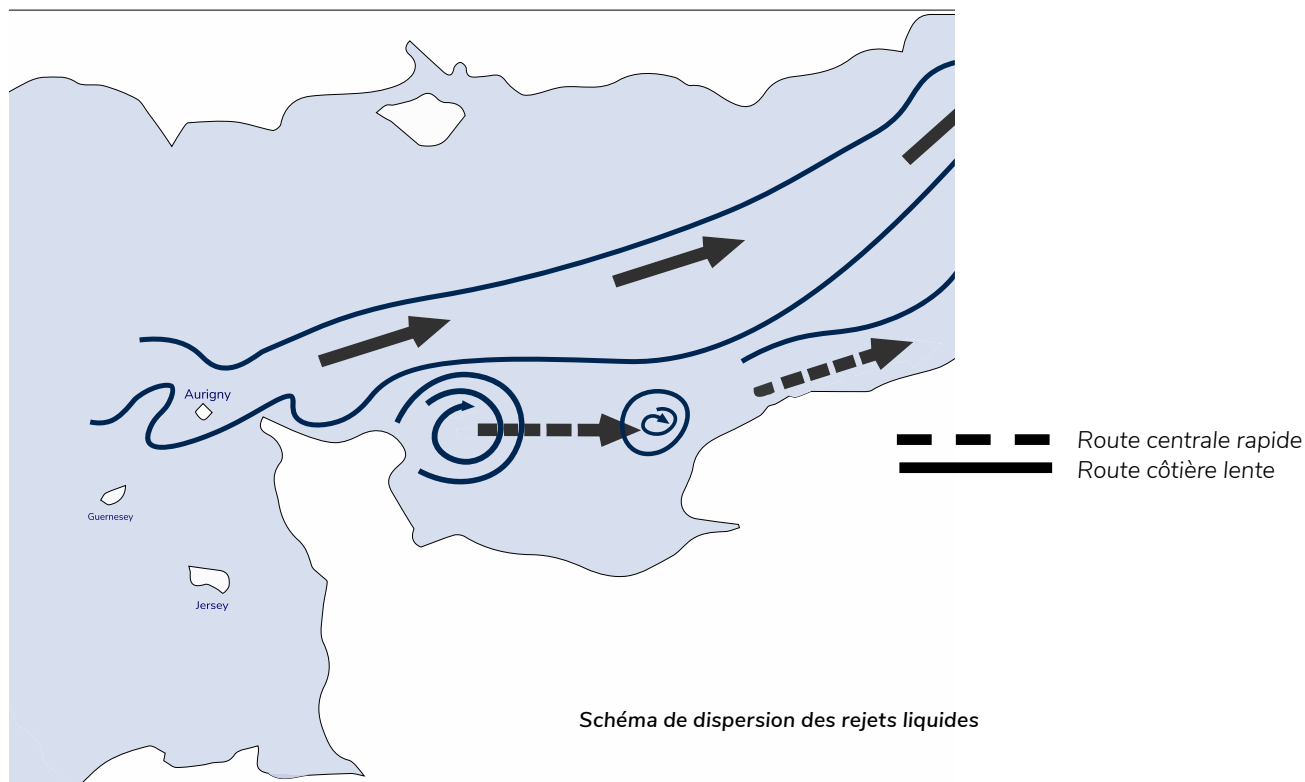 Aurigny
Guernesey
Jersey
Route centrale rapide
Route côtière lente
Schéma de dispersion des rejets liquides